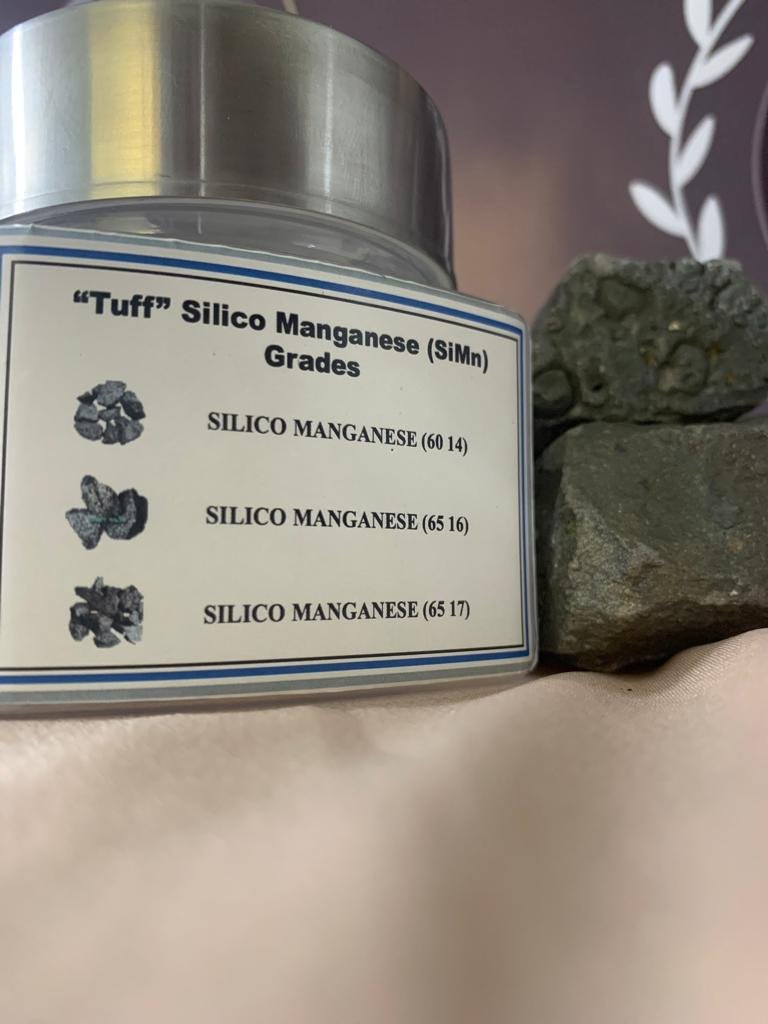 “Tuff” Silico Manganese (SiMn)
Grades
SILICO MANGANESE (60 14)
SILICO MANGANESE (65 16)
SILICO MANGANESE (65 17)